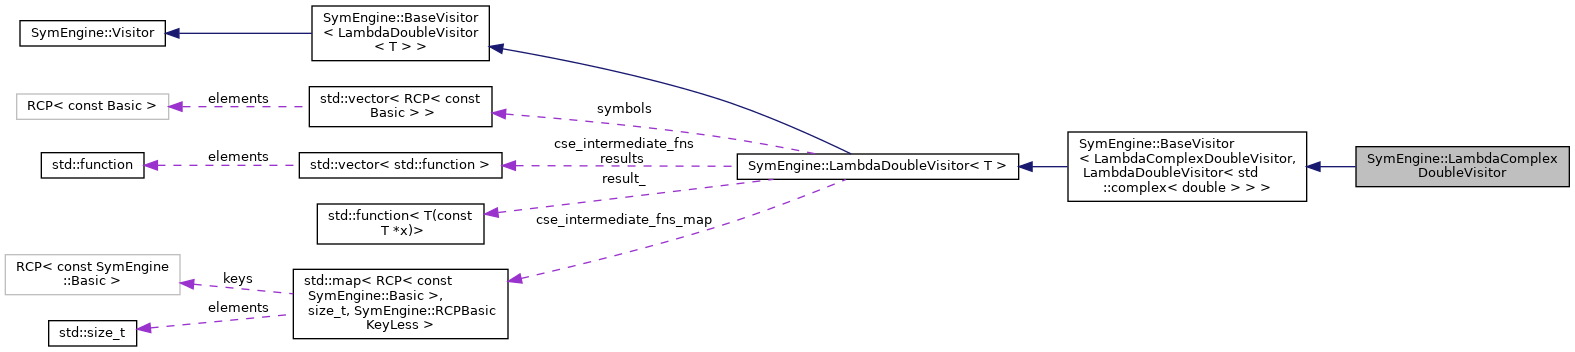 SymEngine::Visitor
SymEngine::BaseVisitor
< LambdaDoubleVisitor
< T > >
RCP< const Basic >
elements
std::vector< RCP< const
Basic > >
symbols
std::function
elements
std::vector< std::function >
cse_intermediate_fns
results
SymEngine::LambdaDoubleVisitor< T >
SymEngine::BaseVisitor
< LambdaComplexDoubleVisitor,
LambdaDoubleVisitor< std
::complex< double > > >
SymEngine::LambdaComplex
DoubleVisitor
result_
std::function< T(const
T *x)>
cse_intermediate_fns_map
RCP< const SymEngine
::Basic >
keys
std::map< RCP< const
SymEngine::Basic >,
size_t, SymEngine::RCPBasic
KeyLess >
elements
std::size_t